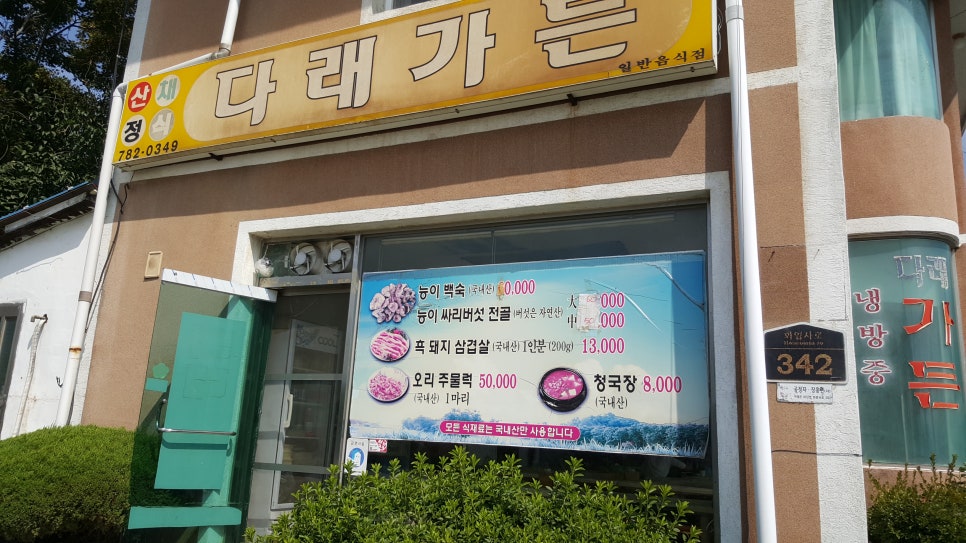 산채
정식
다래가든
일반음식점
782-0349
능이 백숙 (국내산) 0.000
능이 싸리버섯 전골 (버섯은 자연산) 大 000
中 000
흑 돼지 삼겹살 (국내산) 1인분 (200g) 13,000
오리 주물럭 50,000
(국내산) 1마리
청국장 8,000
(국내산)
모든 식재료는 국내산만 사용합니다
다래
가든
냉방중
342